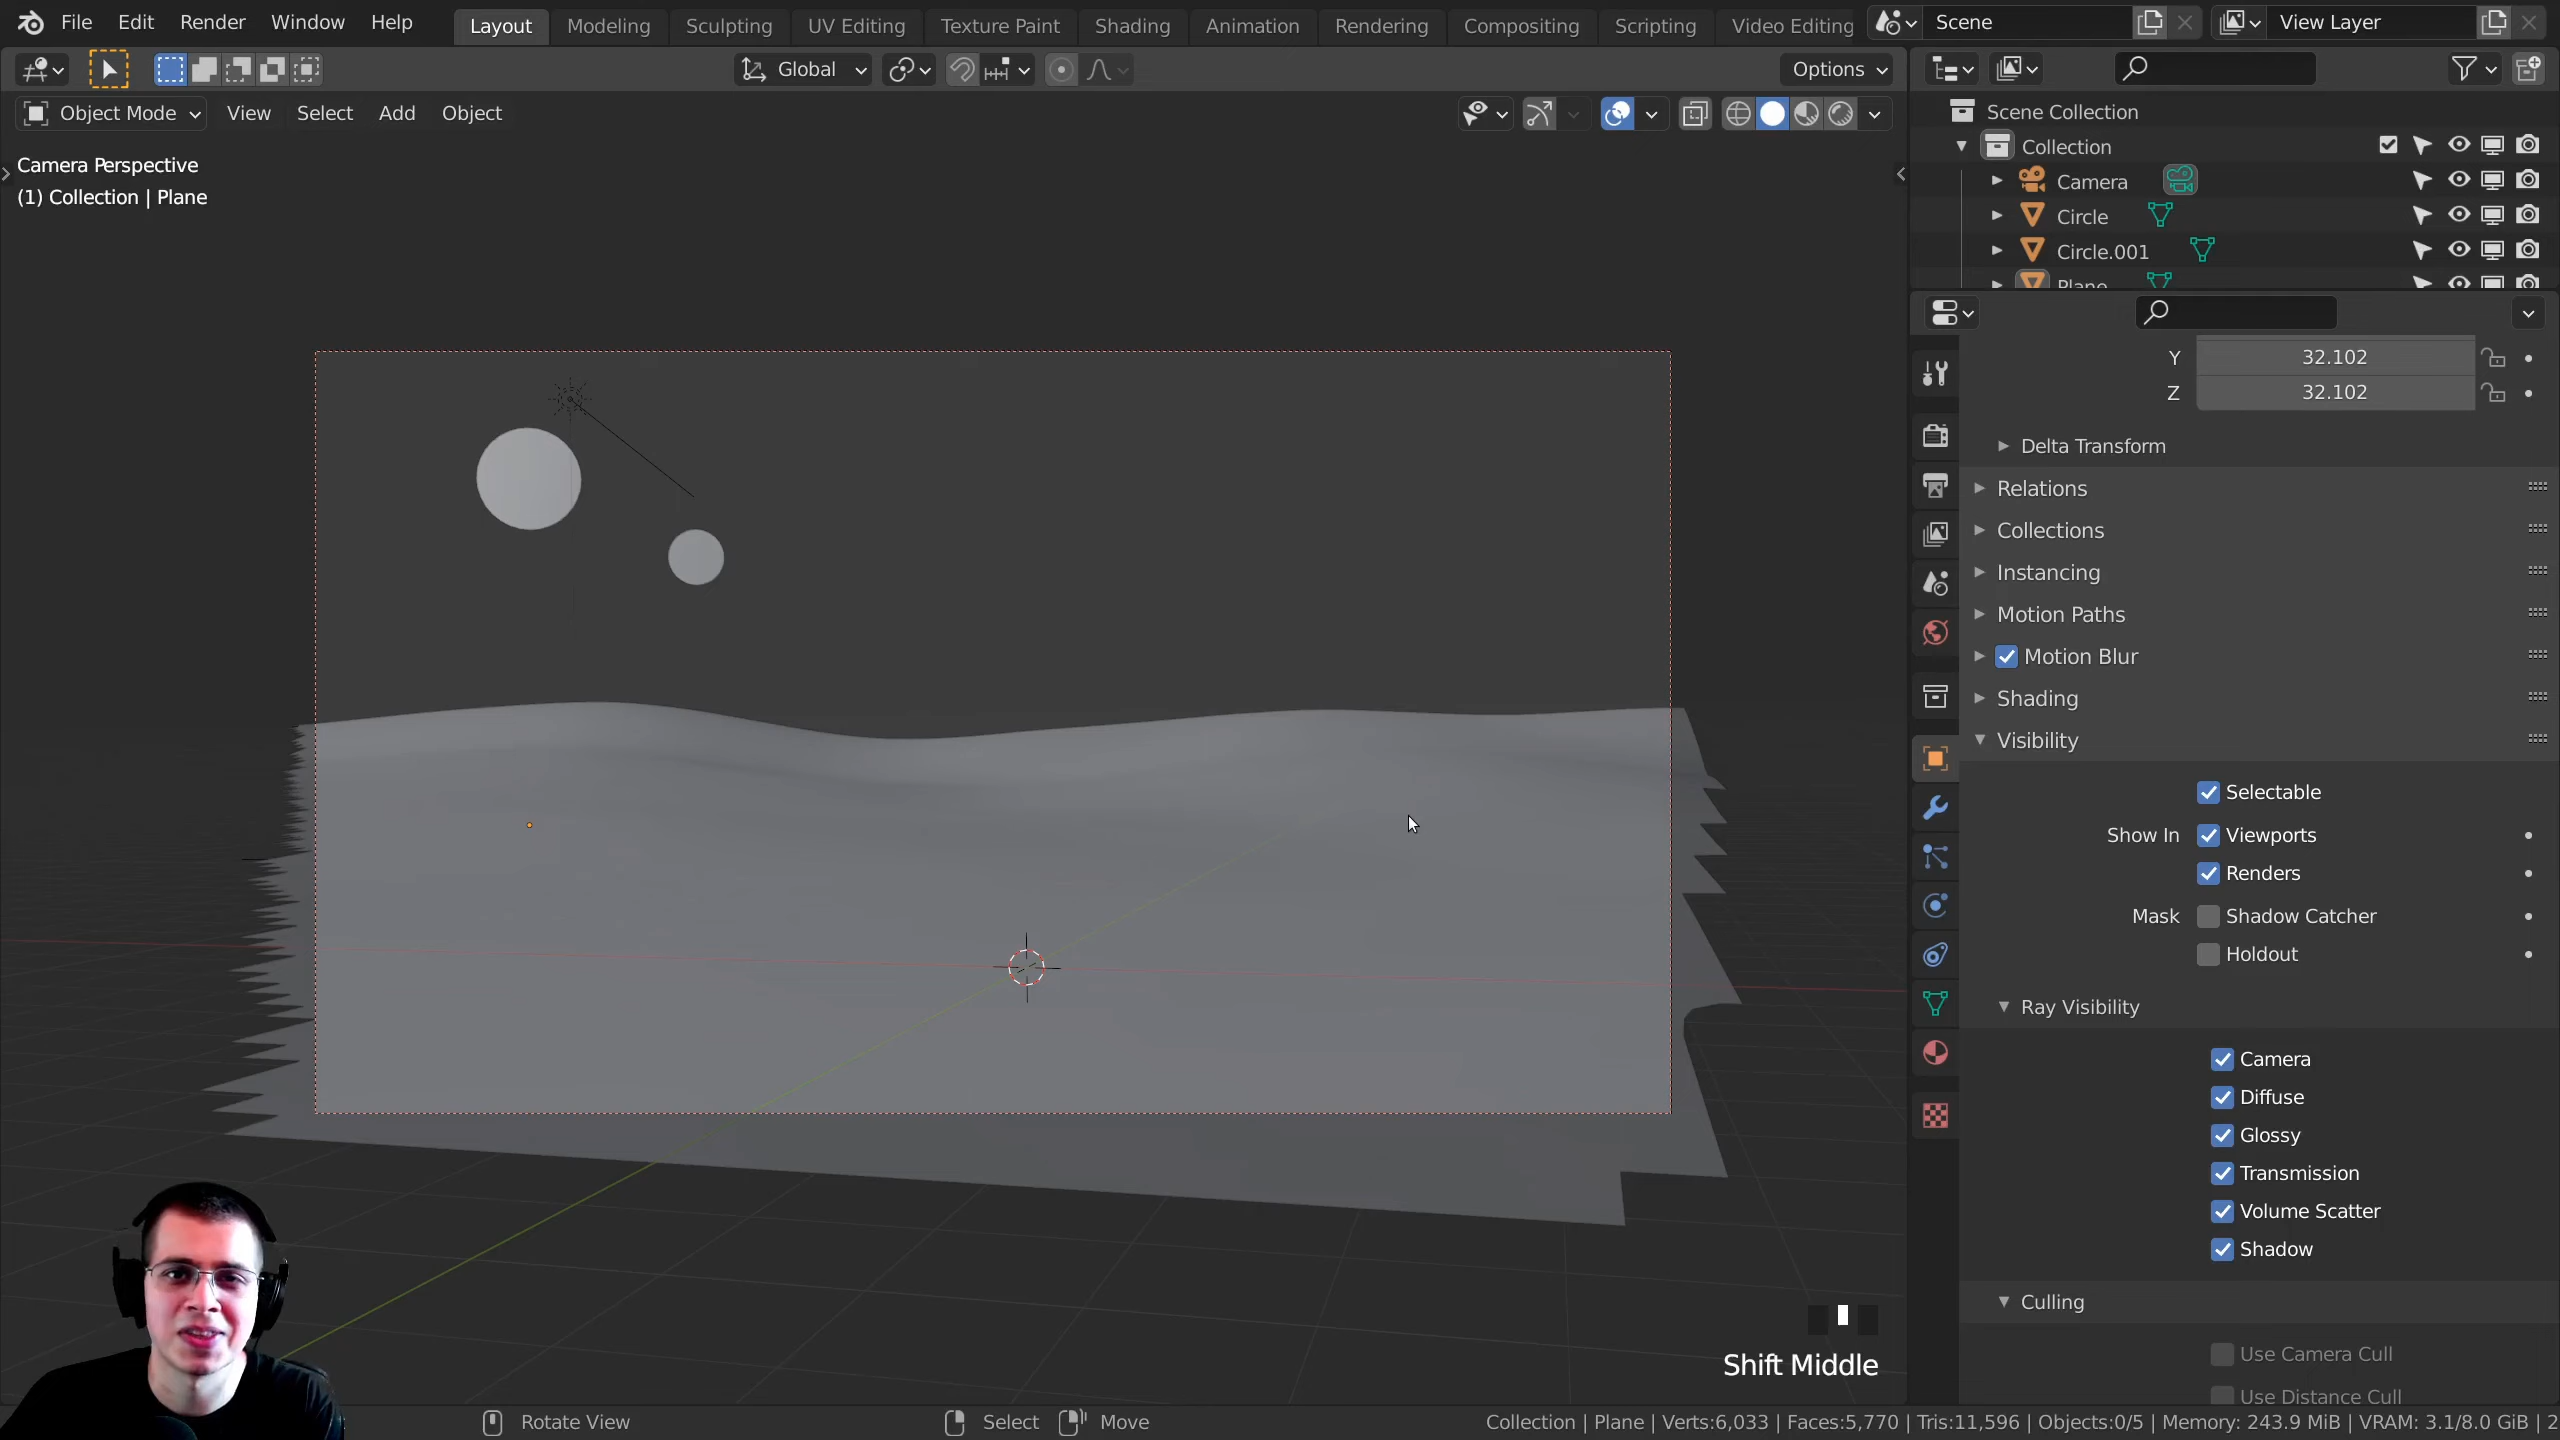 File Edit Render Window Help Layout Modeling Sculpting UV Editing Texture Paint Shading Animation Rendering Compositing Scripting Video Editing Scene View Layer
Global Options
Object Mode View Select Add Object
Camera Perspective
(1) Collection | Plane
Scene Collection
Collection
Camera
Circle
Circle.001
Plane
Y 32.102
Z 32.102
Delta Transform
Relations
Collections
Instancing
Motion Paths
Motion Blur
Shading
Visibility
Selectable
Show In Viewports
Renders
Mask Shadow Catcher
Holdout
Ray Visibility
Camera
Diffuse
Glossy
Transmission
Volume Scatter
Shadow
Culling
Use Camera Cull
Use Distance Cull
Shift Middle
Rotate View Select Move Collection | Plane | Verts:6,033 | Faces:5,770 | Tris:11,596 | Objects:0/5 | Memory: 243.9 MiB | VRAM: 3.1/8.0 GiB | 2